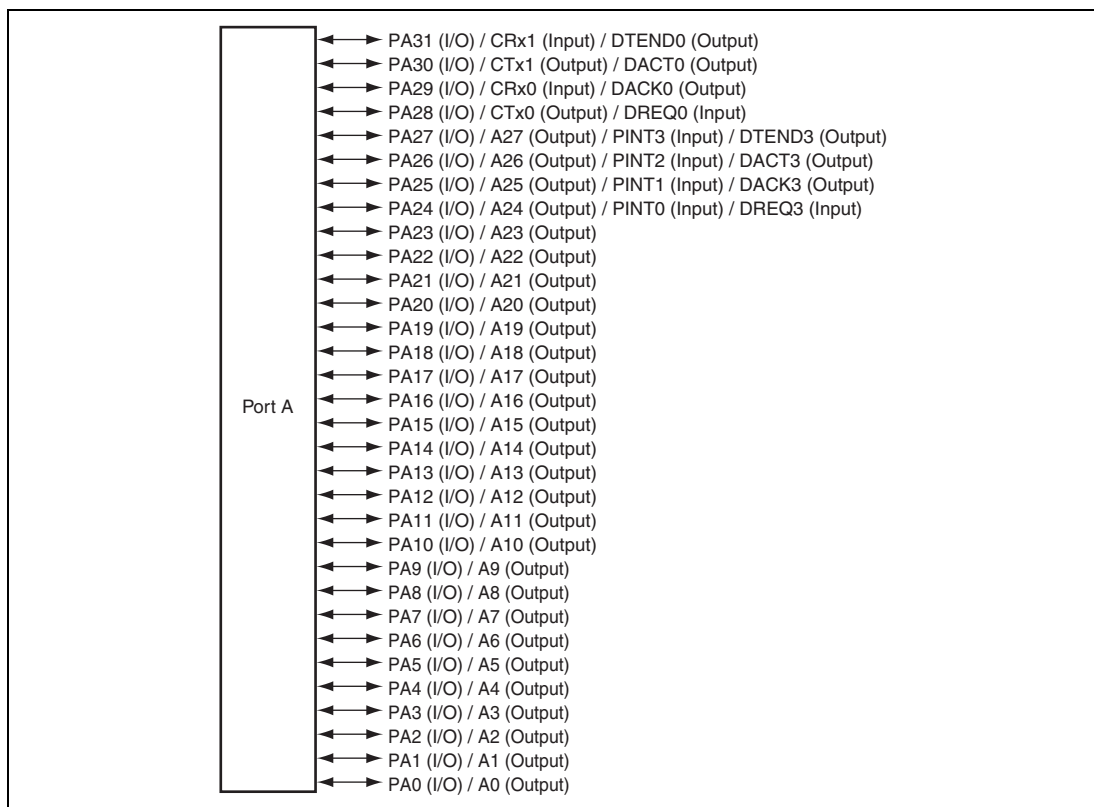 PA31 (I/O) / CRx1 (Input) / DTEND0 (Output)
PA30 (I/O) / CTx1 (Output) / DACT0 (Output)
PA29 (I/O) / CRx0 (Input) / DACK0 (Output)
PA28 (I/O) / CTx0 (Output) / DREQ0 (Input)
PA27 (I/O) / A27 (Output) / PINT3 (Input) / DTEND3 (Output)
PA26 (I/O) / A26 (Output) / PINT2 (Input) / DACT3 (Output)
PA25 (I/O) / A25 (Output) / PINT1 (Input) / DACK3 (Output)
PA24 (I/O) / A24 (Output) / PINT0 (Input) / DREQ3 (Input)
PA23 (I/O) / A23 (Output)
PA22 (I/O) / A22 (Output)
PA21 (I/O) / A21 (Output)
PA20 (I/O) / A20 (Output)
PA19 (I/O) / A19 (Output)
PA18 (I/O) / A18 (Output)
PA17 (I/O) / A17 (Output)
Port A
PA16 (I/O) / A16 (Output)
PA15 (I/O) / A15 (Output)
PA14 (I/O) / A14 (Output)
PA13 (I/O) / A13 (Output)
PA12 (I/O) / A12 (Output)
PA11 (I/O) / A11 (Output)
PA10 (I/O) / A10 (Output)
PA9 (I/O) / A9 (Output)
PA8 (I/O) / A8 (Output)
PA7 (I/O) / A7 (Output)
PA6 (I/O) / A6 (Output)
PA5 (I/O) / A5 (Output)
PA4 (I/O) / A4 (Output)
PA3 (I/O) / A3 (Output)
PA2 (I/O) / A2 (Output)
PA1 (I/O) / A1 (Output)
PA0 (I/O) / A0 (Output)